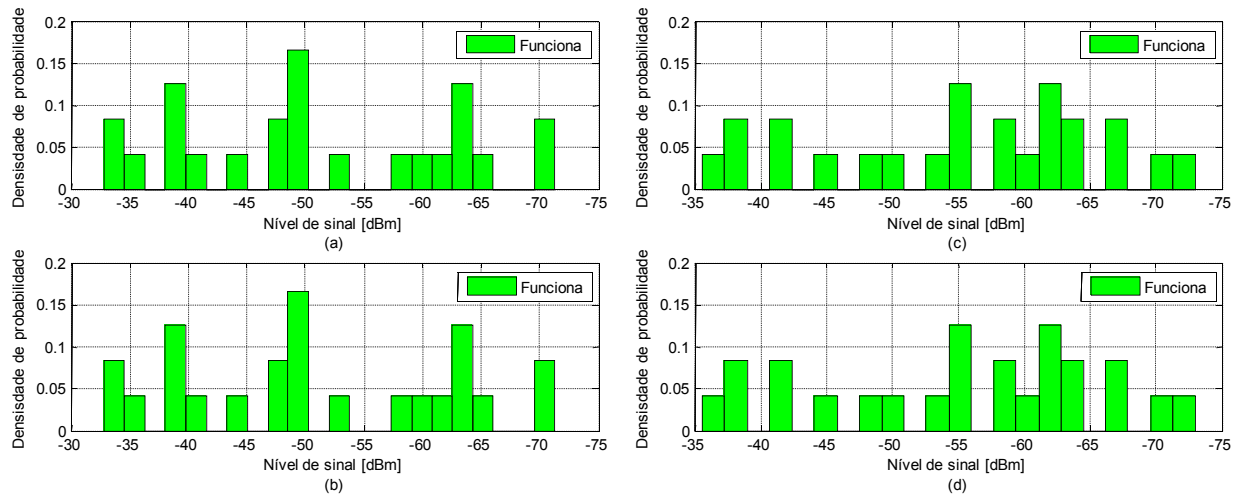 Densisdade de probabilidade
0.2
0.15
0.1
0.05
0
Funciona
-30 -35 -40 -45 -50 -55 -60 -65 -70 -75
Nível de sinal [dBm]
(a)
Densisdade de probabilidade
0.2
0.15
0.1
0.05
0
Funciona
-35 -40 -45 -50 -55 -60 -65 -70 -75
Nível de sinal [dBm]
(c)
Densisdade de probabilidade
0.2
0.15
0.1
0.05
0
Funciona
-30 -35 -40 -45 -50 -55 -60 -65 -70 -75
Nível de sinal [dBm]
(b)
Densisdade de probabilidade
0.2
0.15
0.1
0.05
0
Funciona
-35 -40 -45 -50 -55 -60 -65 -70 -75
Nível de sinal [dBm]
(d)